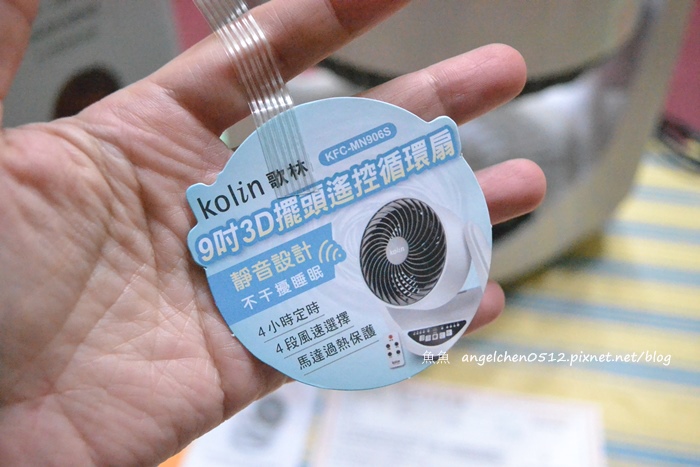 kolin 歌林
KFC-MN906S
9吋3D擺頭遙控循環扇
靜音設計
不干擾睡眠
4小時定時
4段風速選擇
馬達過熱保護
魚魚 angelchen0512.pixnet.net/blog